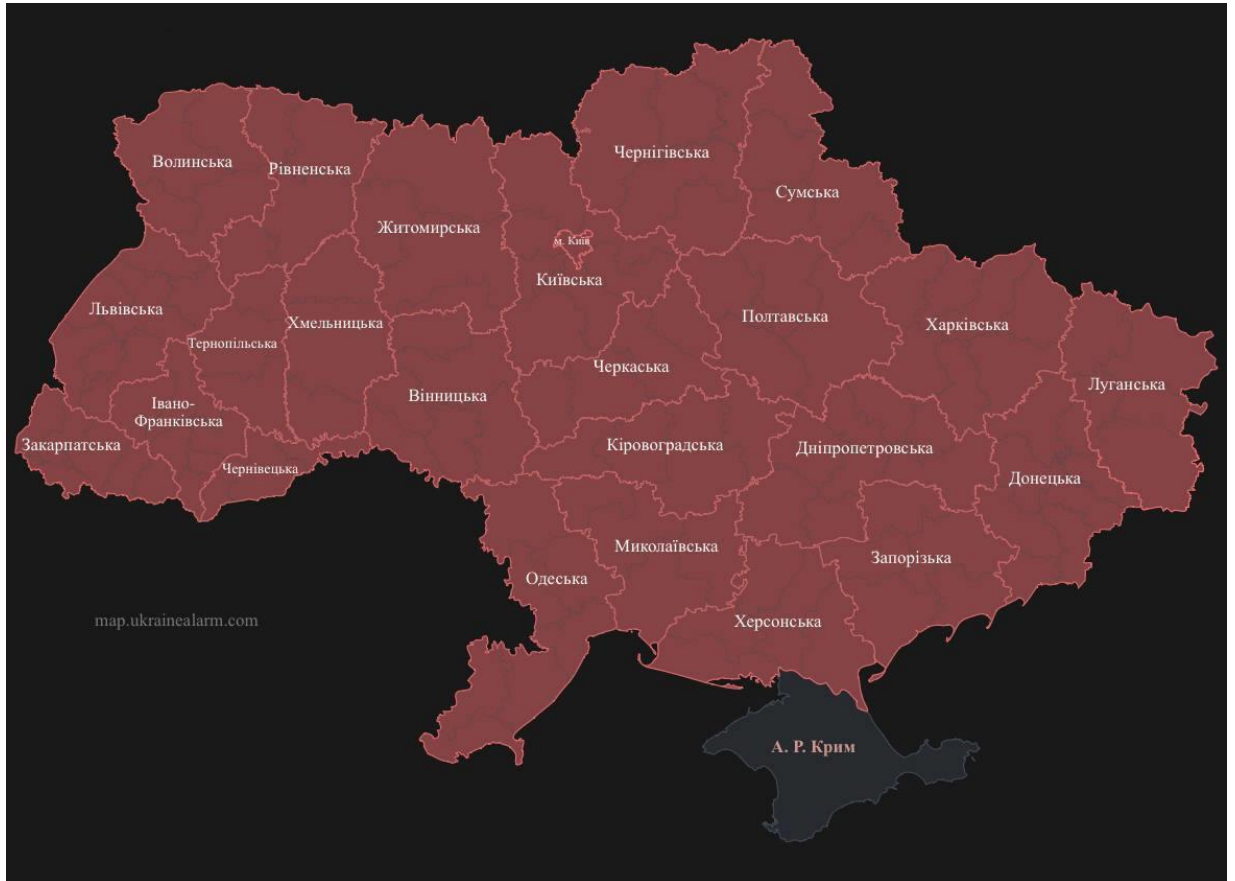 Волинська
Рівненська
Чернігівська
Сумська
Житомирська
м. Київ
Київська
Львівська
Тернопільська
Хмельницька
Полтавська
Харківська
Черкаська
Луганська
Вінницька
Івано-
Франківська
Закарпатська
Чернівецька
Кіровоградська
Дніпропетровська
Донецька
Миколаївська
Запорізька
Одеська
Херсонська
map.ukrainealarm.com
А. Р. Крим